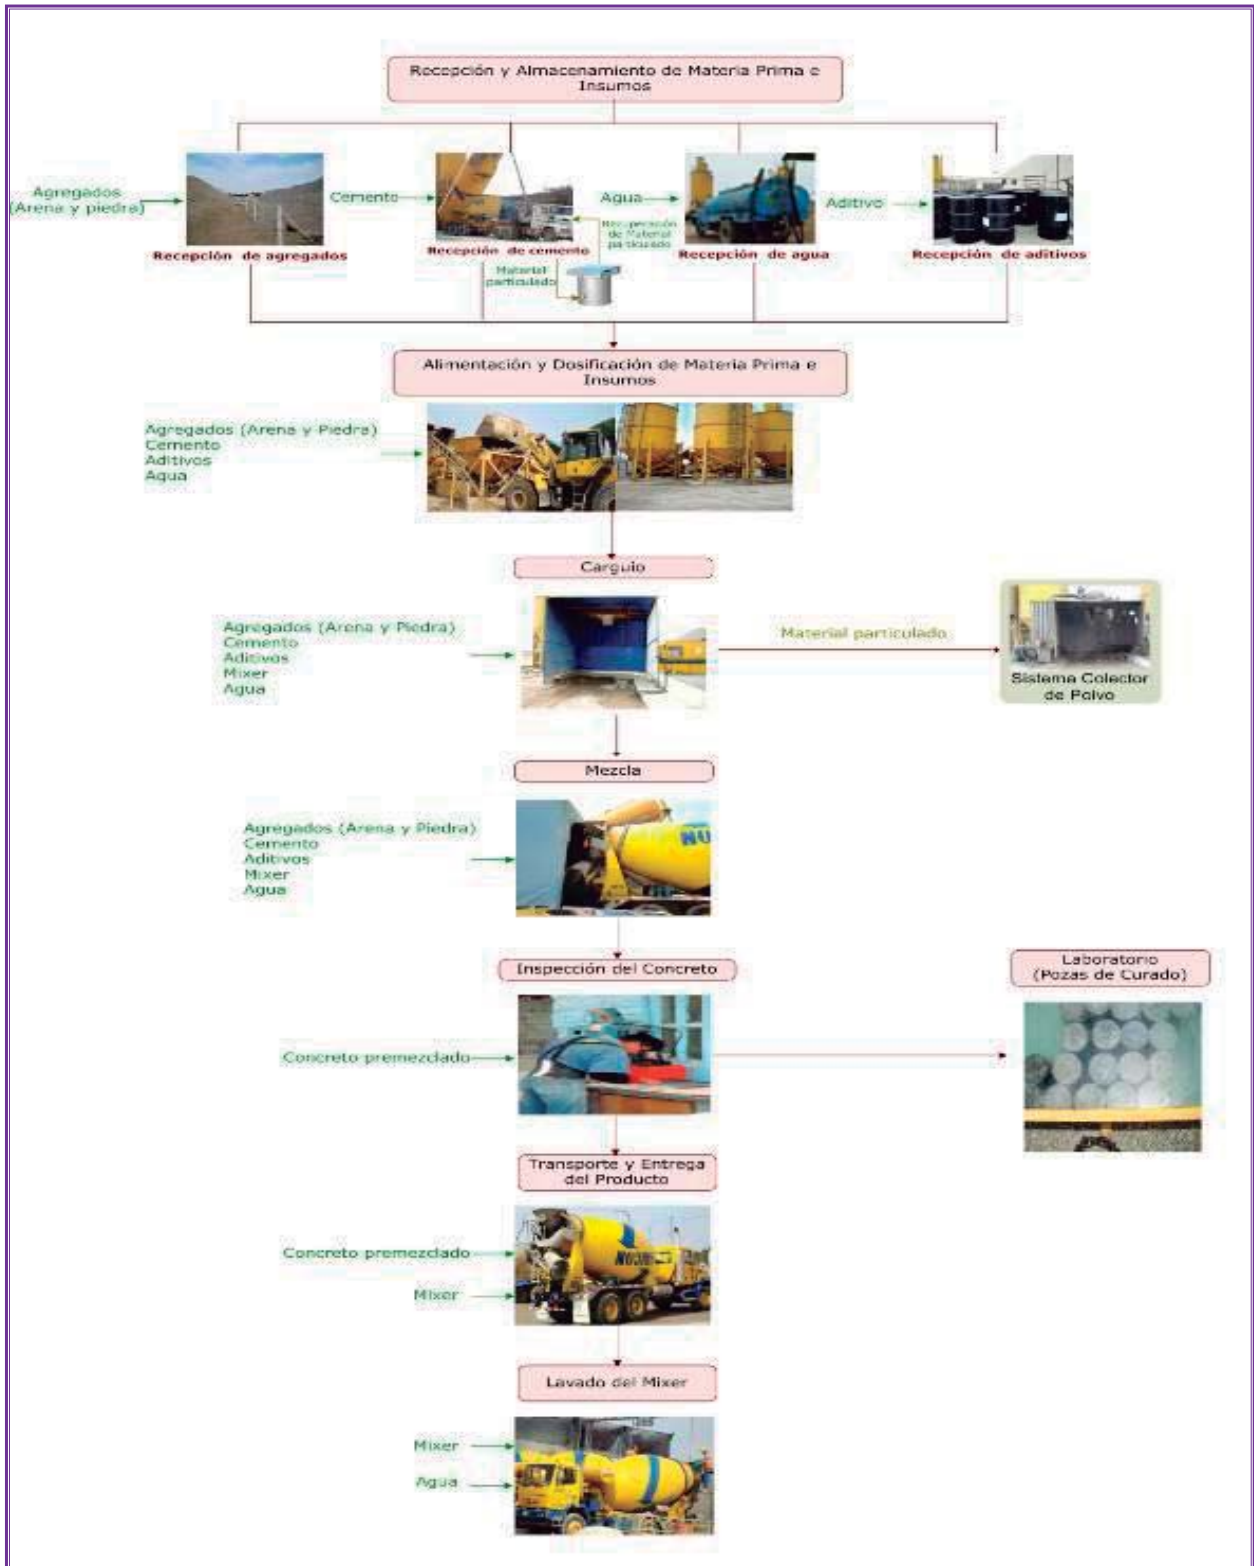 Recepción y Almacenamiento de Materia Prima e
Insumos
Agregados
(Arena y piedra)
Cemento
Agua
Aditivo
Recuperación
de Material
particulado
Recepción de agregados
Recepción de cemento
Recepción de agua
Recepción de aditivos
Material
particulado
Alimentación y Dosificación de Materia Prima e
Insumos
Agregados (Arena y Piedra)
Cemento
Aditivos
Agua
Carguio
Agregados (Arena y Piedra)
Cemento
Aditivos
Mixer
Agua
Material particulado
Sistema Colector
de Polvo
Mezcla
Agregados (Arena y Piedra)
Cemento
Aditivos
Mixer
Agua
Inspección del Concreto
Laboratorio
(Pozas de Curado)
Concreto premezclado
Transporte y Entrega
del Producto
Concreto premezclado
Mixer
Lavado del Mixer
Mixer
Agua